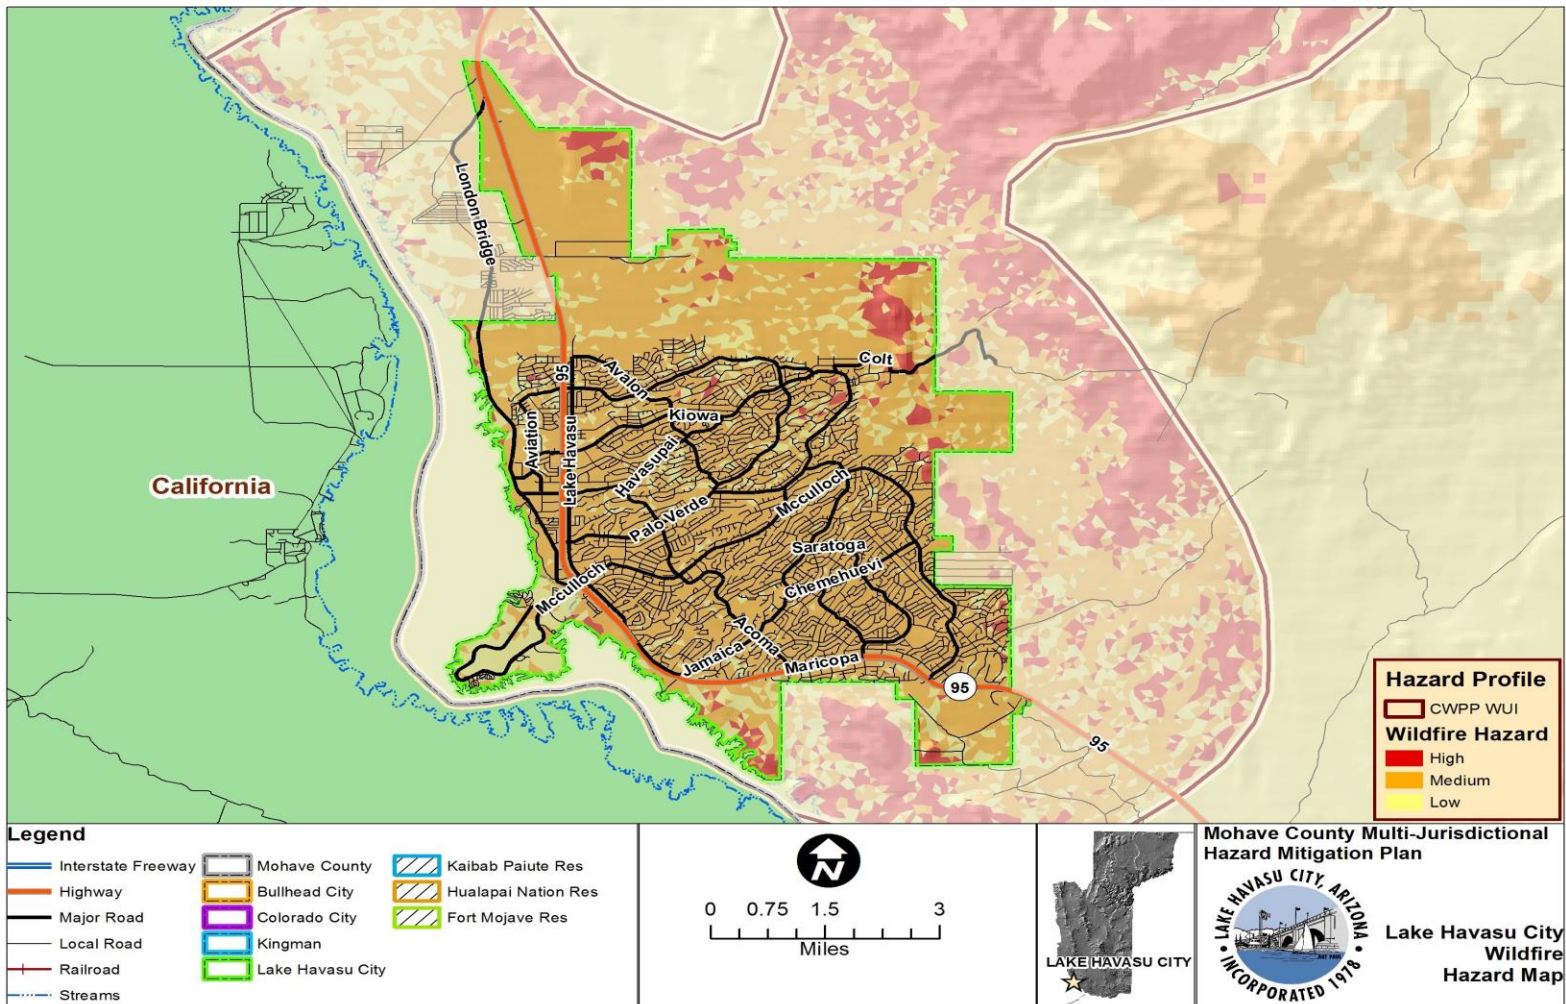 London Bridge
95
Avalon
Colt
Kiowa
Aviation
Lake Havasu
Havasupai
Palo Verde
Mcculloch
Saratoga
Chemehuevi
Mcculloch
Acoma
Jamaica
Maricopa
95
95
California
Hazard Profile
CWPP WUI
Wildfire Hazard
High
Medium
Low
Legend
Interstate Freeway
Highway
Major Road
Local Road
Railroad
Streams
Mohave County
Bullhead City
Colorado City
Kingman
Lake Havasu City
Kaibab Paiute Res
Hualapai Nation Res
Fort Mojave Res
N
0 0.75 1.5 3
Miles
LAKE HAVASU CITY
Mohave County Multi-Jurisdictional
Hazard Mitigation Plan
LAKE HAVASU CITY, ARIZONA
INCORPORATED 1978
Lake Havasu City
Wildfire
Hazard Map